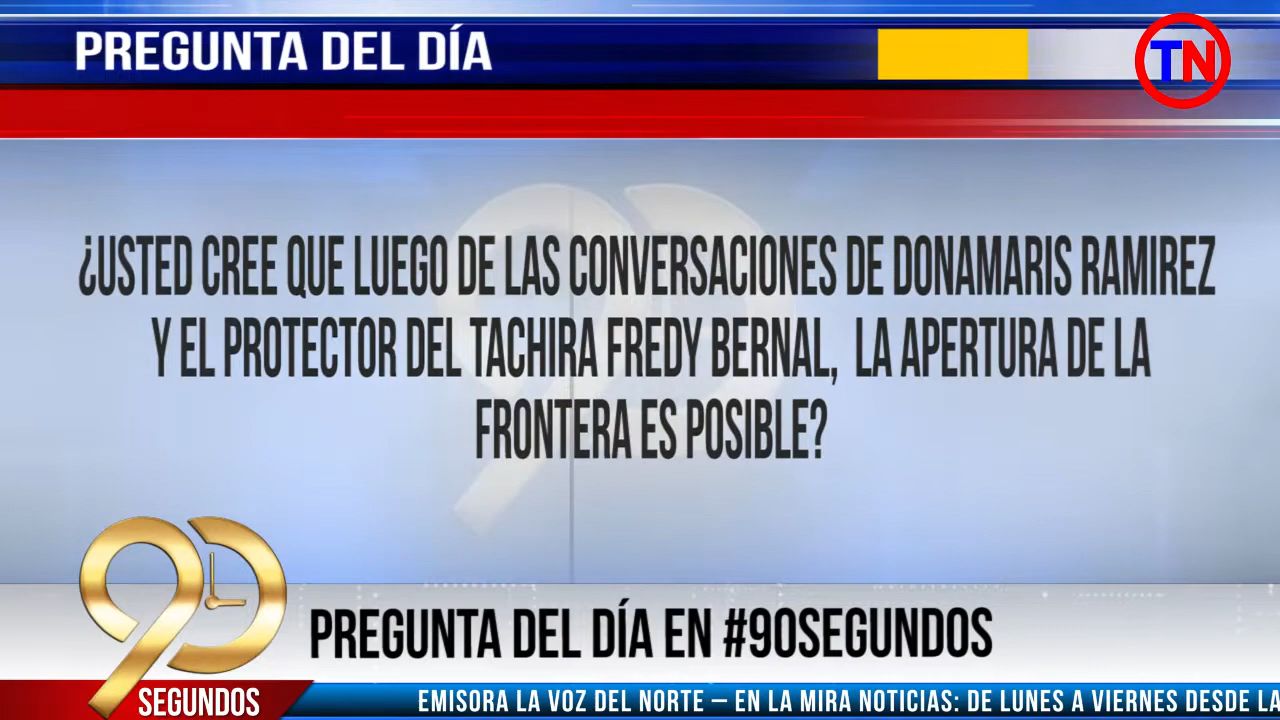 PREGUNTA DEL DÍA
TN
¿USTED CREE QUE LUEGO DE LAS CONVERSACIONES DE DONAMARIS RAMIREZ
Y EL PROTECTOR DEL TACHIRA FREDY BERNAL, LA APERTURA DE LA
FRONTERA ES POSIBLE?
90
PREGUNTA DEL DÍA EN #90SEGUNDOS
SEGUNDOS
EMISORA LA VOZ DEL NORTE – EN LA MIRA NOTICIAS: DE LUNES A VIERNES DESDE LA